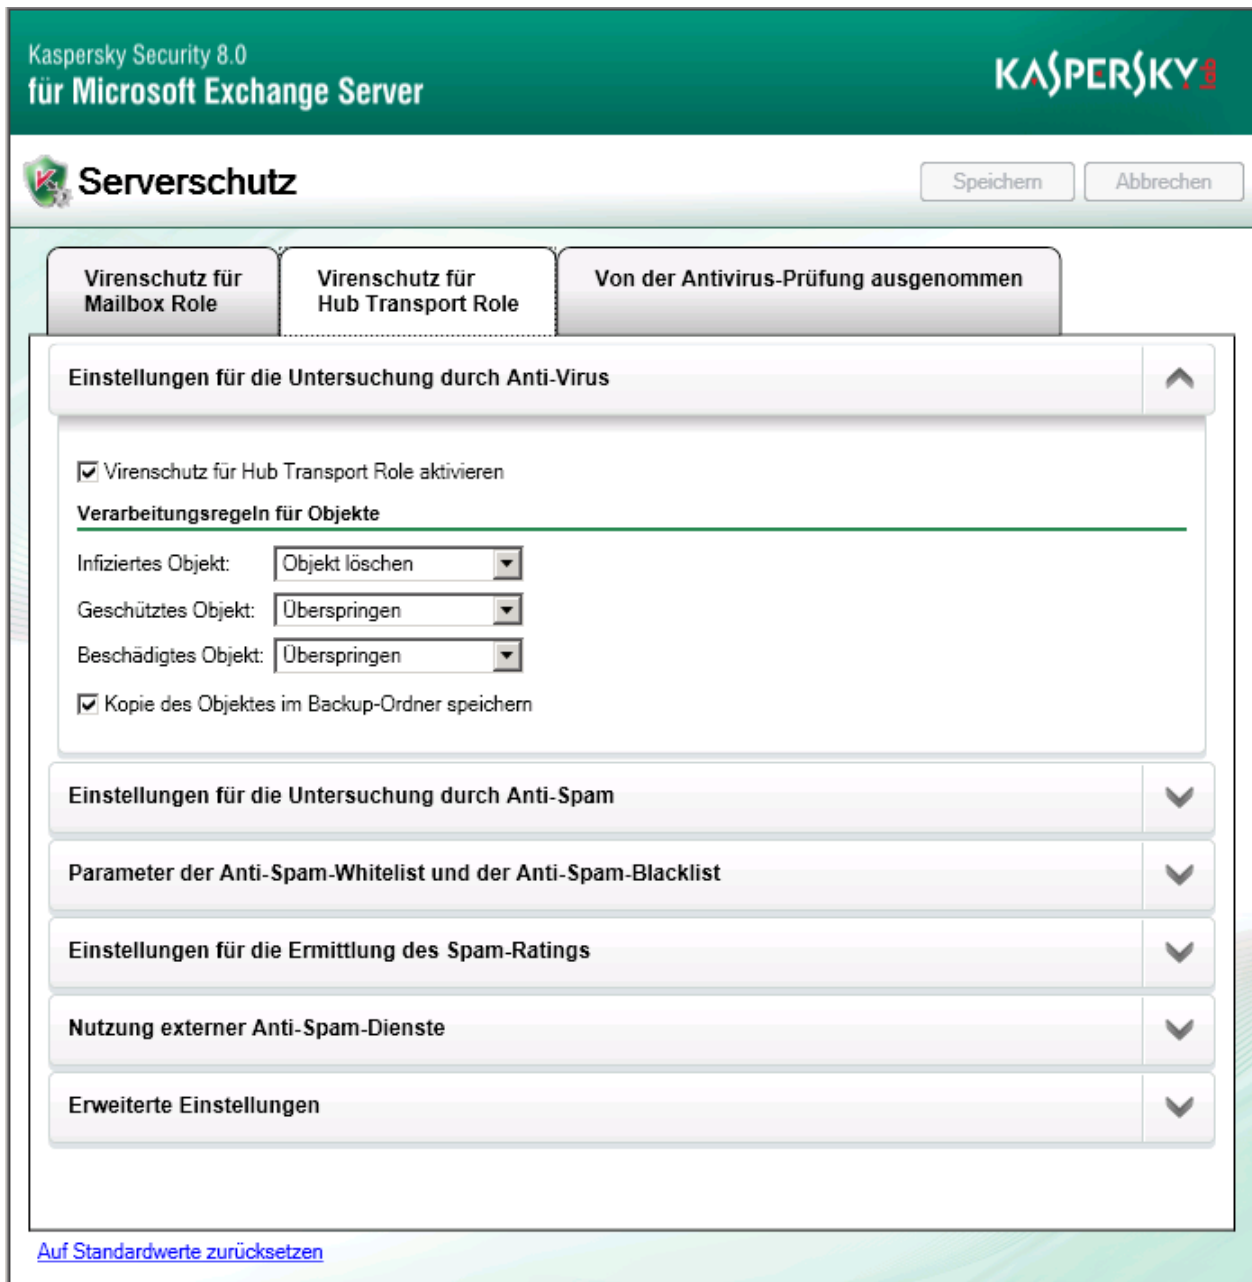 Kaspersky Security 8.0
für Microsoft Exchange Server
KASPERSKY lab
Serverschutz
Speichern
Abbrechen
Virenschutz für
Mailbox Role
Virenschutz für
Hub Transport Role
Von der Antivirus-Prüfung ausgenommen
Einstellungen für die Untersuchung durch Anti-Virus
Virenschutz für Hub Transport Role aktivieren
Verarbeitungsregeln für Objekte
Infiziertes Objekt: Objekt löschen
Geschütztes Objekt: Überspringen
Beschädigtes Objekt: Überspringen
Kopie des Objektes im Backup-Ordner speichern
Einstellungen für die Untersuchung durch Anti-Spam
Parameter der Anti-Spam-Whitelist und der Anti-Spam-Blacklist
Einstellungen für die Ermittlung des Spam-Ratings
Nutzung externer Anti-Spam-Dienste
Erweiterte Einstellungen
Auf Standardwerte zurücksetzen